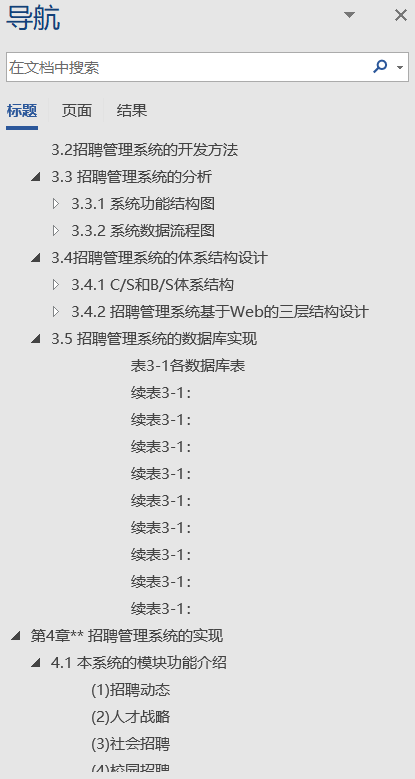 导航
在文档中搜索
标题 页面 结果
3.2招聘管理系统的开发方法
3.3 招聘管理系统的分析
3.3.1 系统功能结构图
3.3.2 系统数据流程图
3.4招聘管理系统的体系结构设计
3.4.1 C/S和B/S体系结构
3.4.2 招聘管理系统基于Web的三层结构设计
3.5 招聘管理系统的数据库实现
表3-1各数据库表
续表3-1：
续表3-1：
续表3-1：
续表3-1：
续表3-1：
续表3-1：
续表3-1：
续表3-1：
续表3-1：
第4章** 招聘管理系统的实现
4.1 本系统的模块功能介绍
(1)招聘动态
(2)人才战略
(3)社会招聘
(4)校园招聘